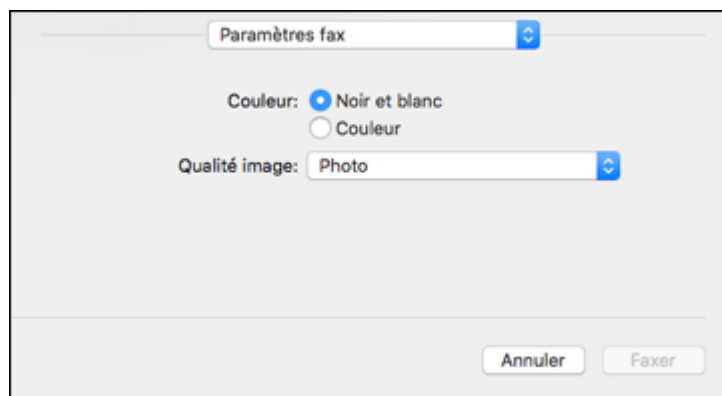 Paramètres fax
Couleur: Noir et blanc
Couleur
Qualité image: Photo
Annuler Faxer